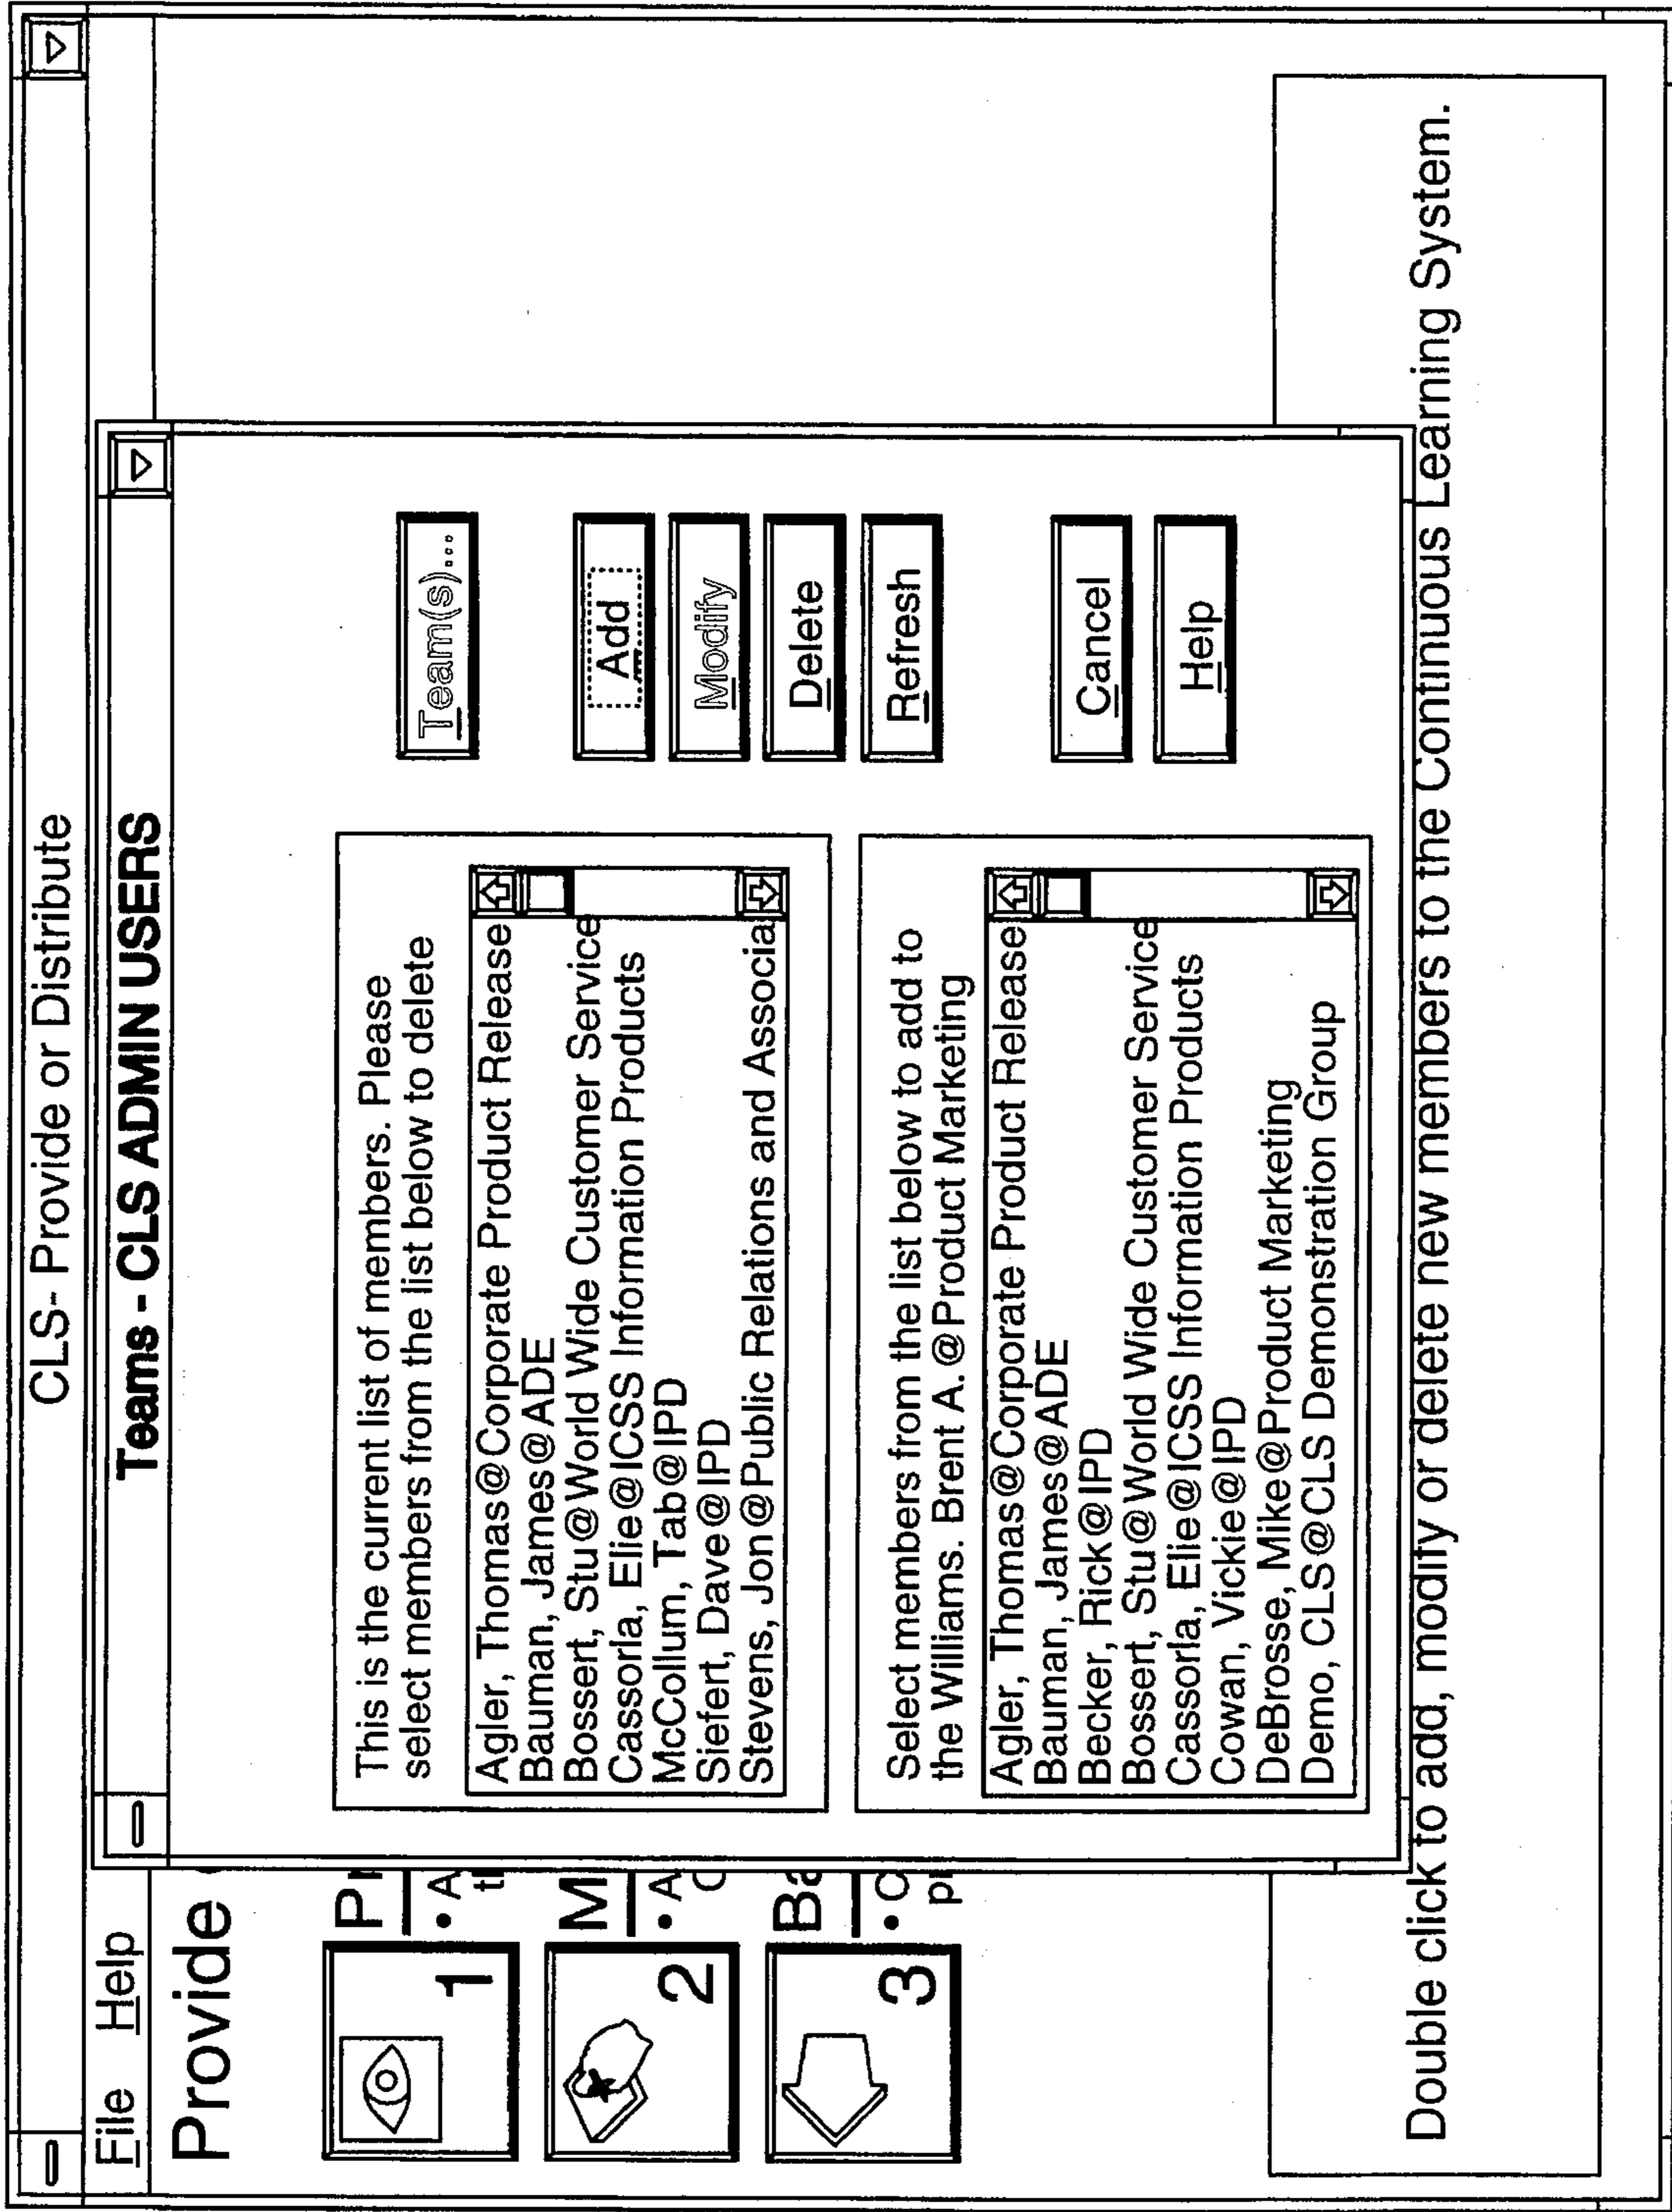 CLS- Provide or Distribute
File Help
Provide
1
2
3
Teams - CLS ADMIN USERS
This is the current list of members. Please
select members from the list below to delete
Agler, Thomas@Corporate Product Release
Bauman, James@ADE
Bossert, Stu@World Wide Customer Service
Cassorla, Elie@ICSS Information Products
McCollum, Tab@IPD
Siefert, Dave@IPD
Stevens, Jon@Public Relations and Associa
Select members from the list below to add to
the Williams. Brent A.@Product Marketing
Agler, Thomas@Corporate Product Release
Bauman, James@ADE
Becker, Rick@IPD
Bossert, Stu@World Wide Customer Service
Cassorla, Elie@ICSS Information Products
Cowan, Vickie@IPD
DeBrosse, Mike@Product Marketing
Demo, CLS@CLS Demonstration Group
Team(s)...
Add
Modify
Delete
Refresh
Cancel
Help
Double click to add, modify or delete new members to the Continuous Learning System.